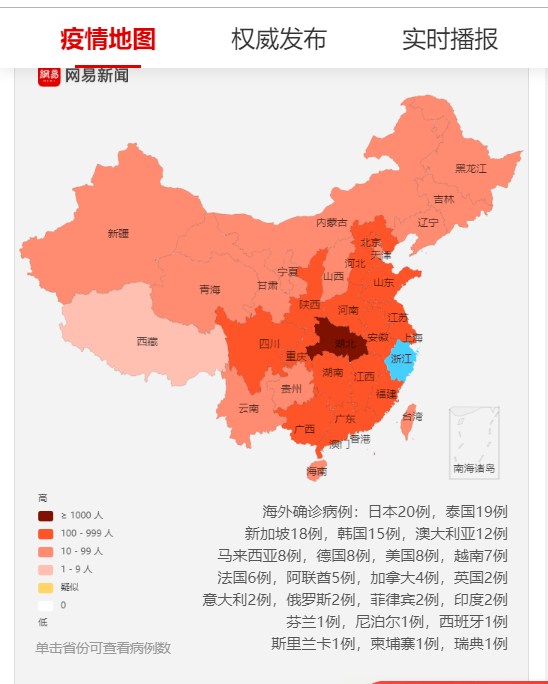 疫情地图 权威发布 实时播报
网易 网易新闻
黑龙江
吉林
辽宁
内蒙古
新疆
北京
天津
河北
宁夏
山西
甘肃
山东
青海
陕西
河南
江苏
西藏
四川
湖北
安徽
上海
重庆
浙江
湖南
江西
贵州
福建
云南
广西
广东
台湾
澳门
香港
海南
南海诸岛
高
≥ 1000 人
100 - 999 人
10 - 99 人
1 - 9 人
疑似
0
低
单击省份可查看病例数
海外确诊病例：日本20例，泰国19例
新加坡18例，韩国15例，澳大利亚12例
马来西亚8例，德国8例，美国8例，越南7例
法国6例，阿联酋5例，加拿大4例，英国2例
意大利2例，俄罗斯2例，菲律宾2例，印度2例
芬兰1例，尼泊尔1例，西班牙1例
斯里兰卡1例，柬埔寨1例，瑞典1例